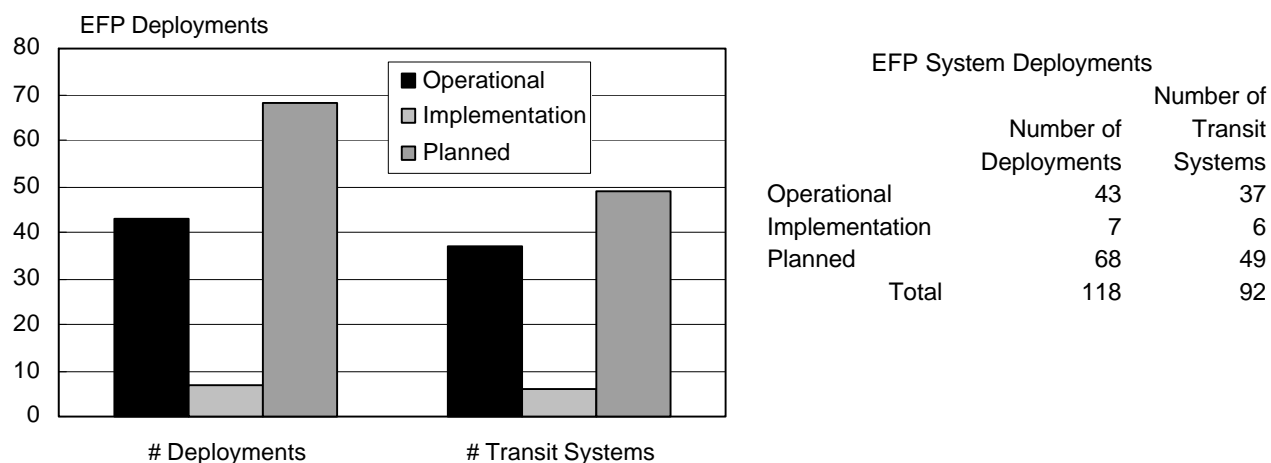 EFP Deployments
80
70
60
50
40
30
20
10
0
Operational
Implementation
Planned
# Deployments # Transit Systems
EFP System Deployments
Number of
Number of Transit
Deployments Systems
Operational 43 37
Implementation 7 6
Planned 68 49
Total 118 92